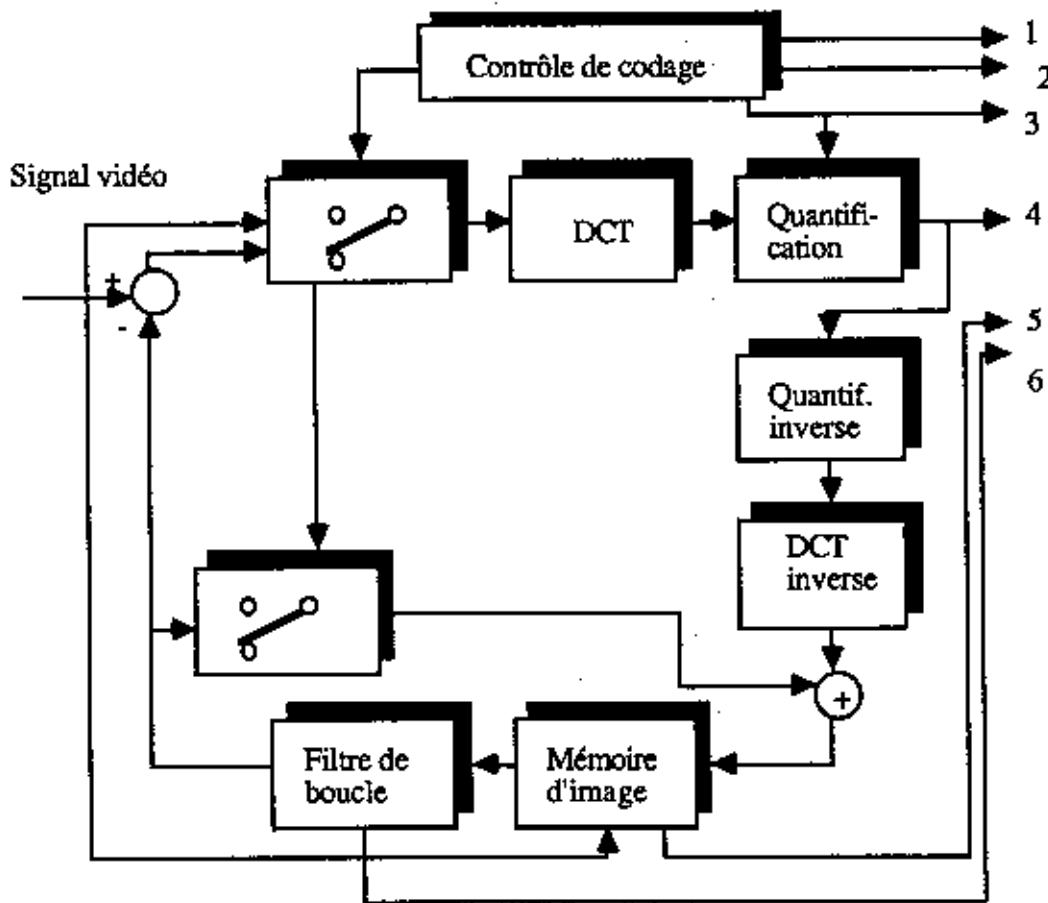 Contrôle de codage
1
2
3
Signal vidéo
DCT
Quantifi-
cation
4
+
-
5
6
Quantif.
inverse
DCT
inverse
+
Filtre de
boucle
Mémoire
d'image